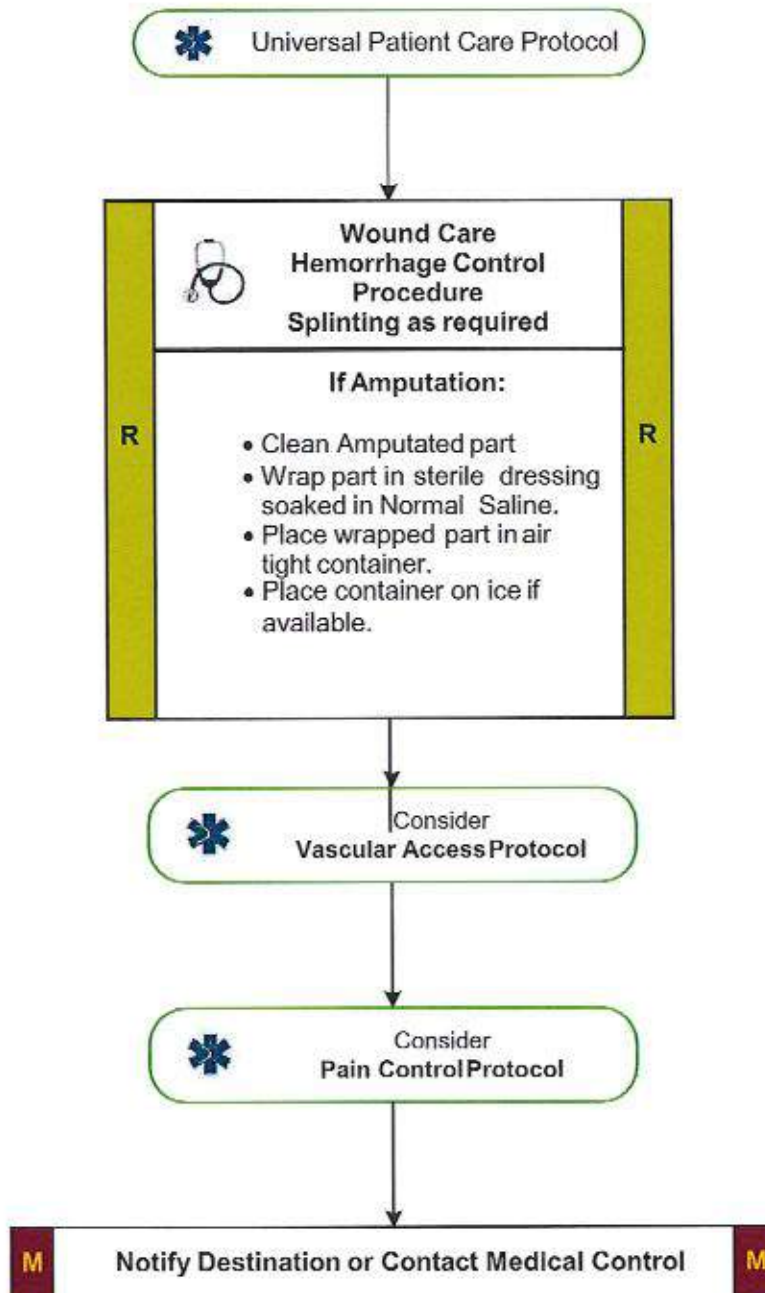 Universal Patient Care Protocol
Wound Care
Hemorrhage Control
Procedure
Splinting as required
If Amputation:
R
R
• Clean Amputated part
• Wrap part in sterile dressing
soaked in Normal Saline.
• Place wrapped part in air
tight container.
• Place container on ice if
available.
Consider
Vascular Access Protocol
Consider
Pain Control Protocol
M Notify Destination or Contact Medical Control M